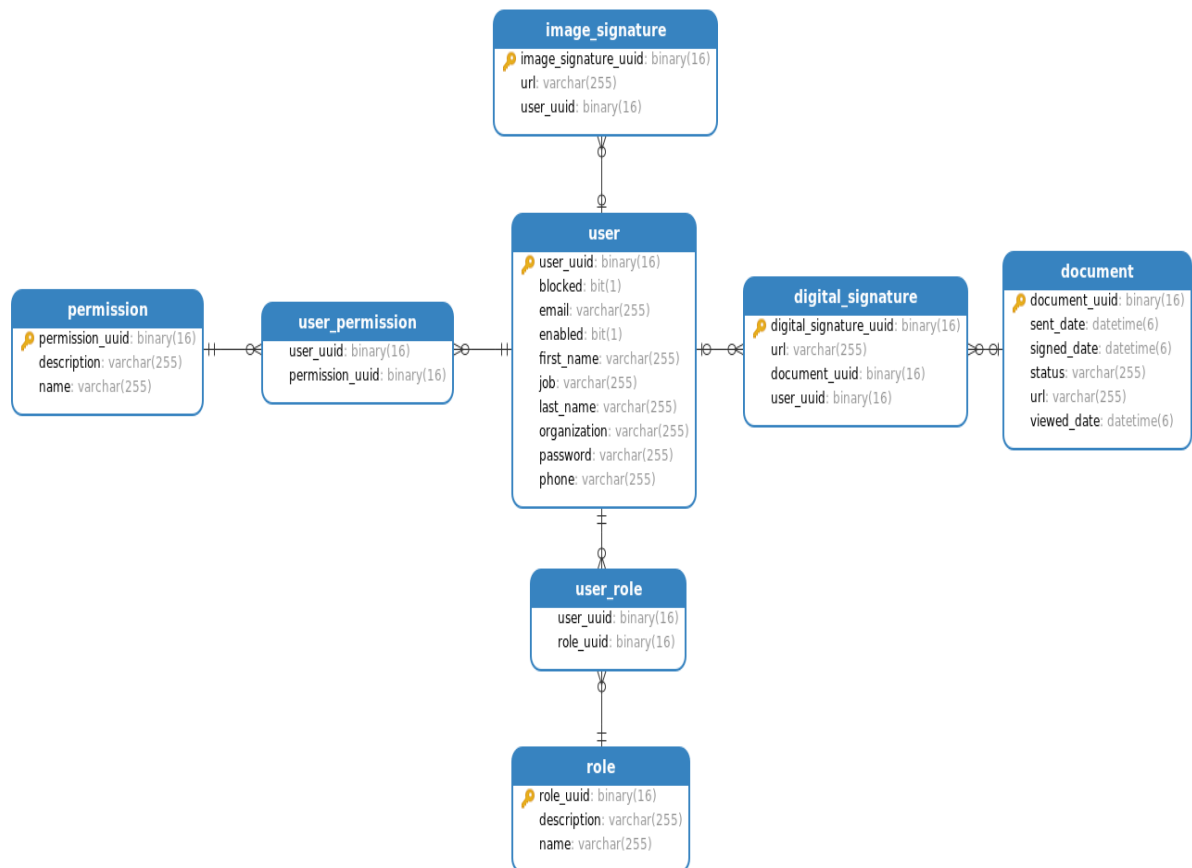 image_signature
image_signature_uuid: binary(16)
url: varchar(255)
user_uuid: binary(16)
user
user_uuid: binary(16)
blocked: bit(1)
email: varchar(255)
enabled: bit(1)
first_name: varchar(255)
job: varchar(255)
last_name: varchar(255)
organization: varchar(255)
password: varchar(255)
phone: varchar(255)
permission
permission_uuid: binary(16)
description: varchar(255)
name: varchar(255)
user_permission
user_uuid: binary(16)
permission_uuid: binary(16)
digital_signature
digital_signature_uuid: binary(16)
url: varchar(255)
document_uuid: binary(16)
user_uuid: binary(16)
document
document_uuid: binary(16)
sent_date: datetime(6)
signed_date: datetime(6)
status: varchar(255)
url: varchar(255)
viewed_date: datetime(6)
user_role
user_uuid: binary(16)
role_uuid: binary(16)
role
role_uuid: binary(16)
description: varchar(255)
name: varchar(255)